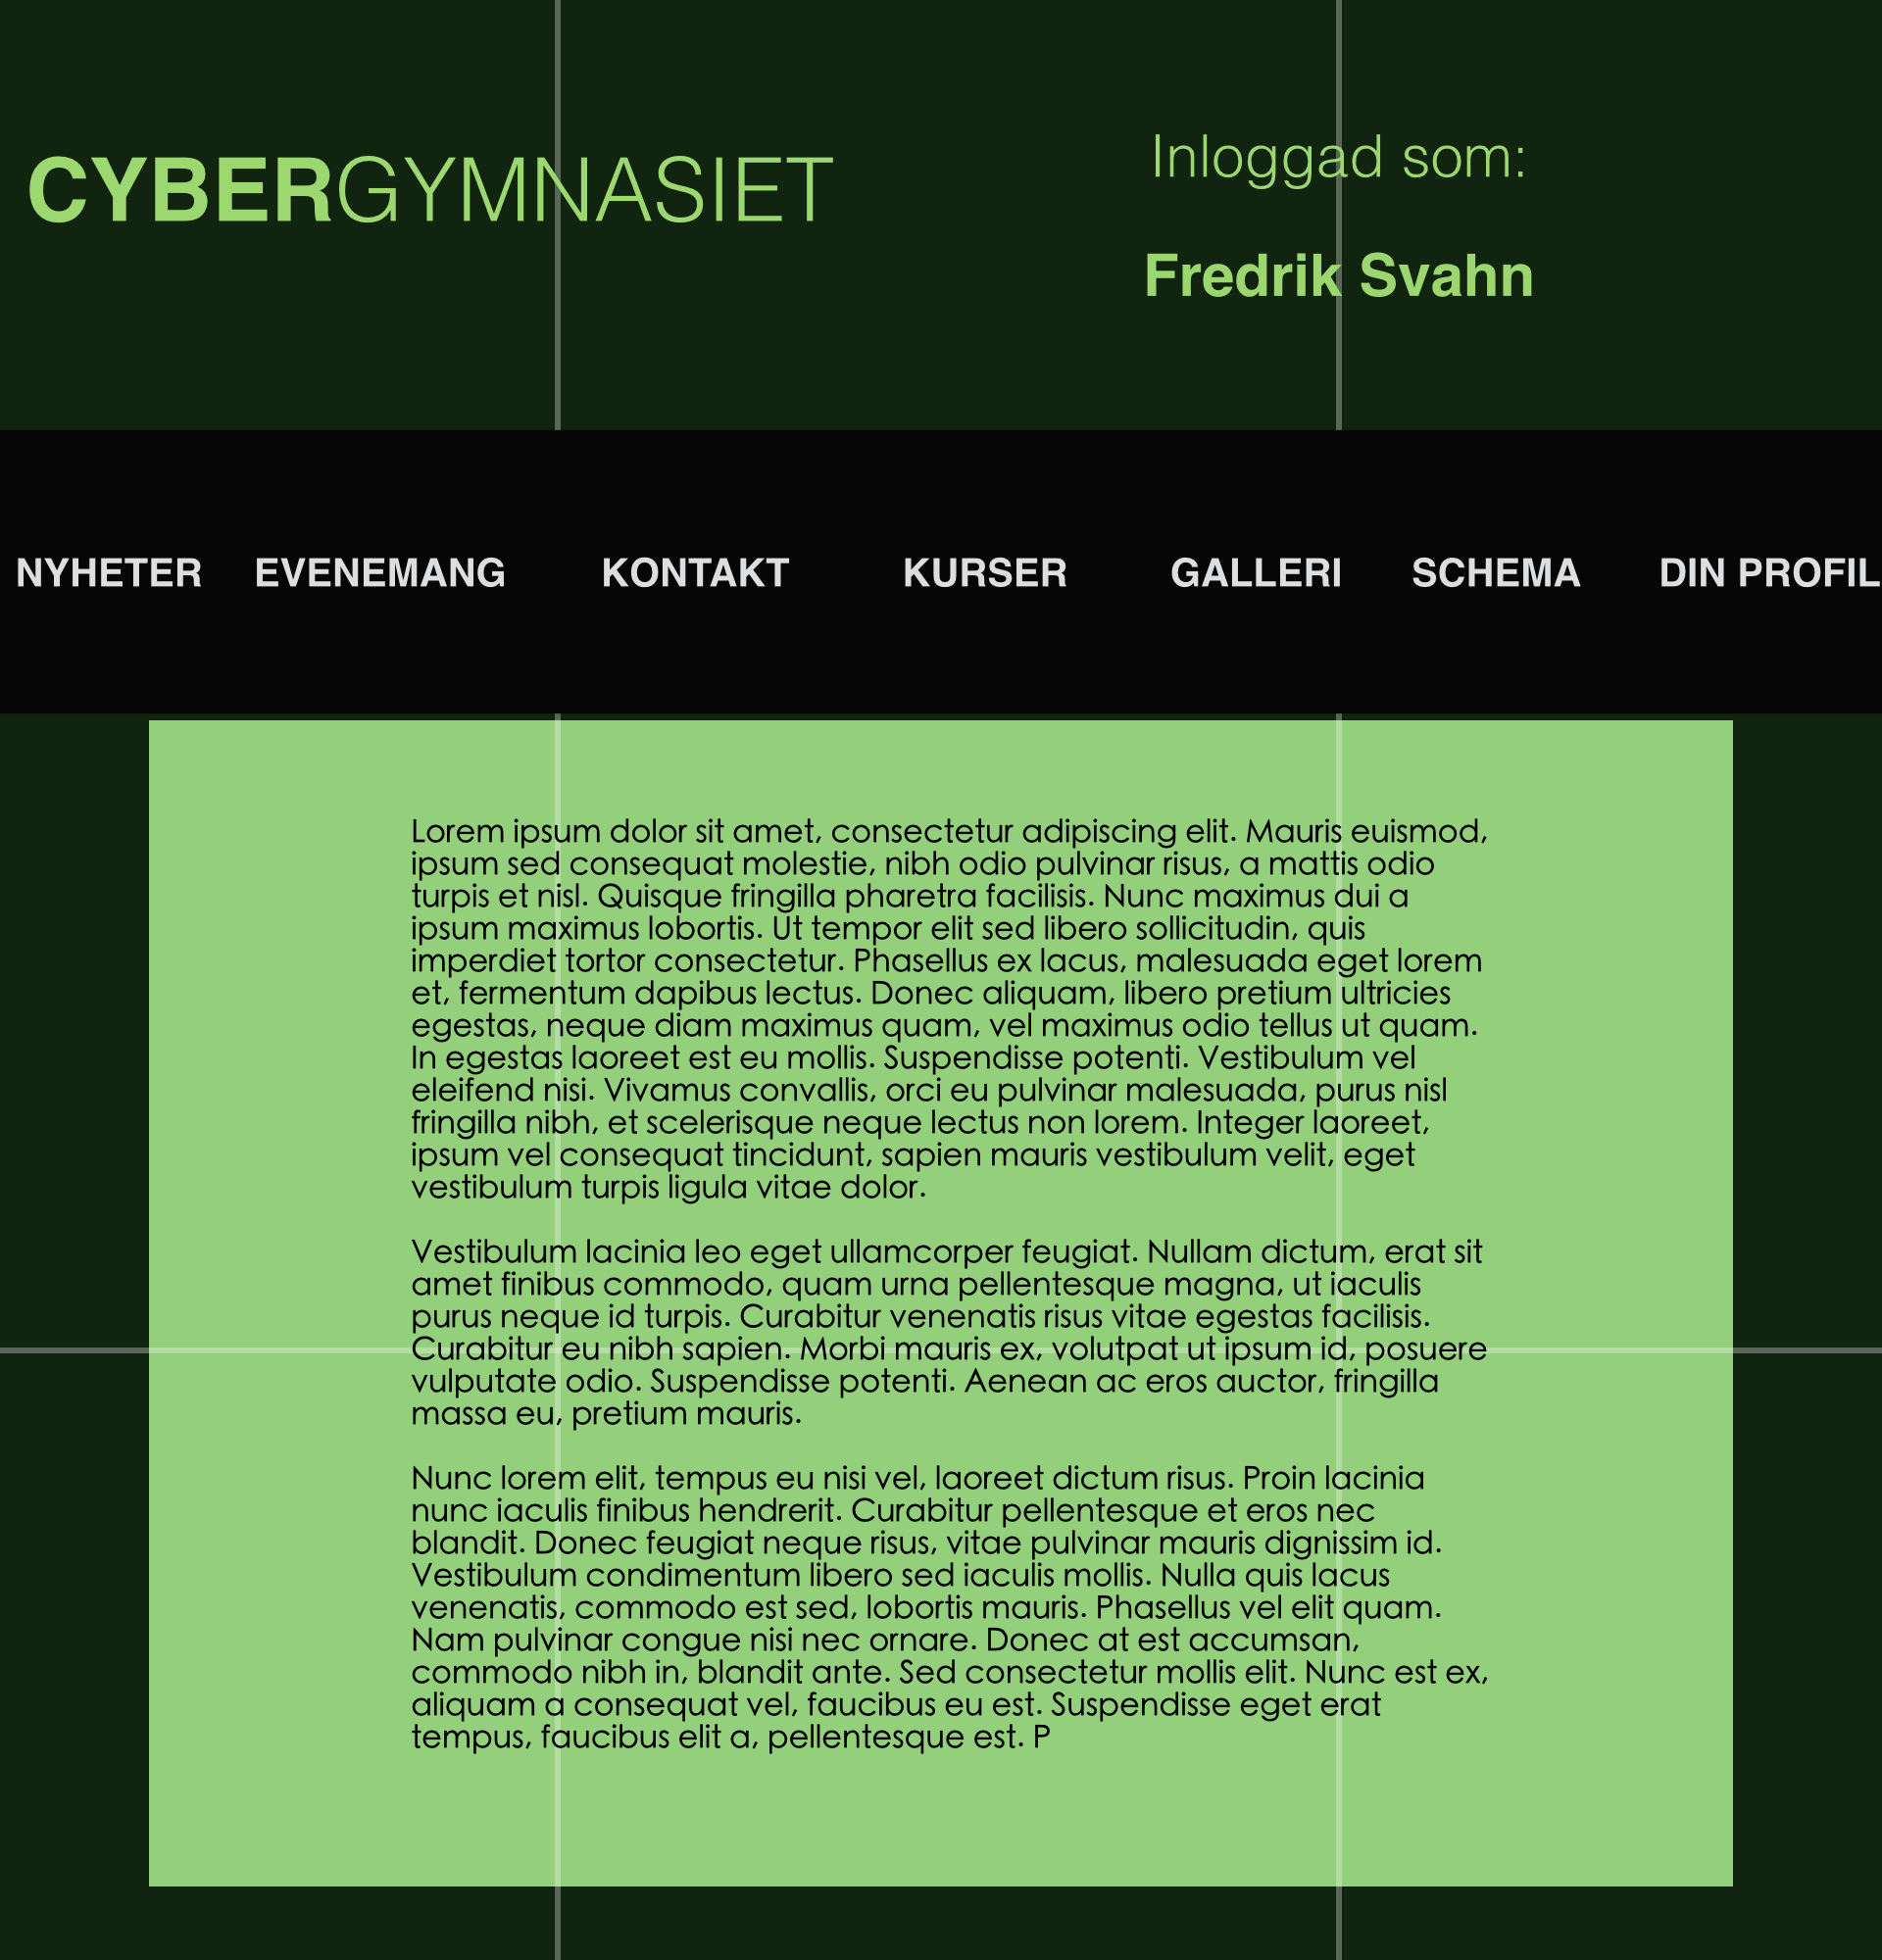 CYBERGYMNASIET
Inloggad som:
Fredrik Svahn
NYHETER EVENEMANG KONTAKT KURSER GALLERI SCHEMA DIN PROFIL
Lorem ipsum dolor sit amet, consectetur adipiscing elit. Mauris euismod,
ipsum sed consequat molestie, nibh odio pulvinar risus, a mattis odio
turpis et nisl. Quisque fringilla pharetra facilisis. Nunc maximus dui a
ipsum maximus lobortis. Ut tempor elit sed libero sollicitudin, quis
imperdiet tortor consectetur. Phasellus ex lacus, malesuada eget lorem
et, fermentum dapibus lectus. Donec aliquam, libero pretium ultricies
egestas, neque diam maximus quam, vel maximus odio tellus ut quam.
In egestas laoreet est eu mollis. Suspendisse potenti. Vestibulum vel
eleifend nisi. Vivamus convallis, orci eu pulvinar malesuada, purus nisl
fringilla nibh, et scelerisque neque lectus non lorem. Integer laoreet,
ipsum vel consequat tincidunt, sapien mauris vestibulum velit, eget
vestibulum turpis ligula vitae dolor.
Vestibulum lacinia leo eget ullamcorper feugiat. Nullam dictum, erat sit
amet finibus commodo, quam urna pellentesque magna, ut iaculis
purus neque id turpis. Curabitur venenatis risus vitae egestas facilisis.
Curabitur eu nibh sapien. Morbi mauris ex, volutpat ut ipsum id, posuere
vulputate odio. Suspendisse potenti. Aenean ac eros auctor, fringilla
massa eu, pretium mauris.
Nunc lorem elit, tempus eu nisi vel, laoreet dictum risus. Proin lacinia
nunc iaculis finibus hendrerit. Curabitur pellentesque et eros nec
blandit. Donec feugiat neque risus, vitae pulvinar mauris dignissim id.
Vestibulum condimentum libero sed iaculis mollis. Nulla quis lacus
venenatis, commodo est sed, lobortis mauris. Phasellus vel elit quam.
Nam pulvinar congue nisi nec ornare. Donec at est accumsan,
commodo nibh in, blandit ante. Sed consectetur mollis elit. Nunc est ex,
aliquam a consequat vel, faucibus eu est. Suspendisse eget erat
tempus, faucibus elit a, pellentesque est. P